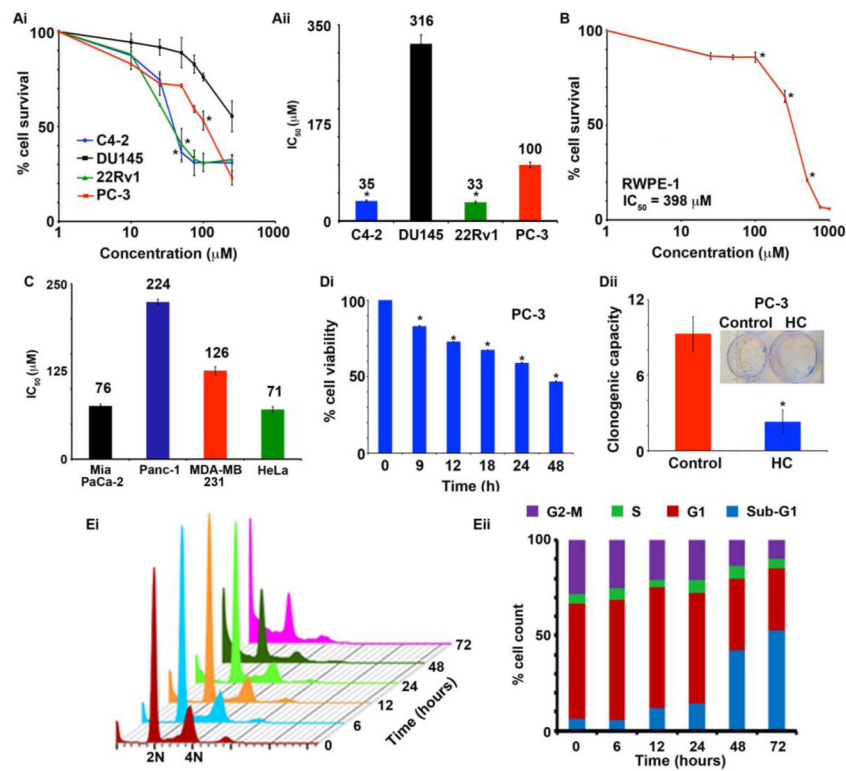 Ai
% cell survival
100
50
0
1
10
100
1000
Concentration (μM)
C4-2
DU145
22Rv1
PC-3
*
*
*
Aii
IC50 (μM)
350
175
0
35
*
316
33
*
100
C4-2
DU145
22Rv1
PC-3
B
% cell survival
100
50
0
1
10
100
1000
Concentration (μM)
RWPE-1
IC50 = 398 μM
*
*
*
C
IC50 (μM)
250
125
0
76
224
126
71
Mia
PaCa-2
Panc-1
MDA-MB
231
HeLa
Di
% cell viability
100
50
0
PC-3
*
*
*
*
*
0
9
12
18
24
48
Time (h)
Dii
Clonogenic capacity
12
6
0
PC-3
Control
HC
*
Control
HC
Ei
2N
4N
0
6
12
24
48
72
Time (hours)
Eii
G2-M
S
G1
Sub-G1
% cell count
100
50
0
0
6
12
24
48
72
Time (hours)